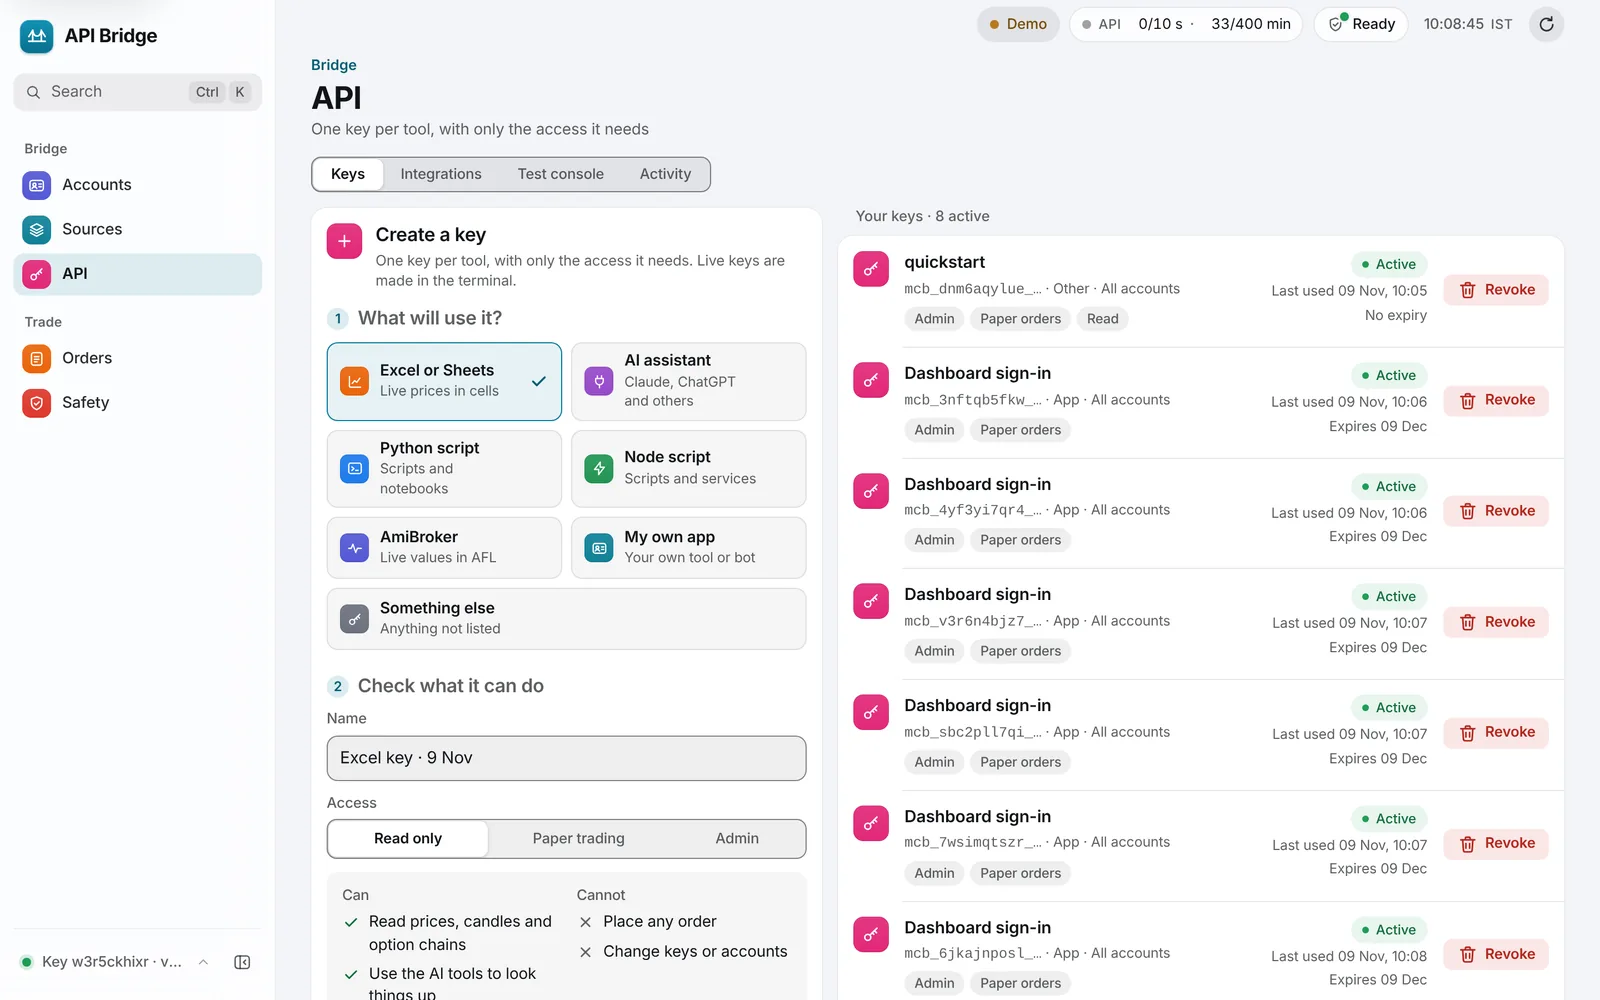 API Bridge
Search Ctrl K
Bridge
Accounts
Sources
API
Trade
Orders
Safety
Key w3r5ckhixr · v...
Demo
API 0/10 s · 33/400 min
Ready
10:08:45 IST
Bridge
API
One key per tool, with only the access it needs
Keys Integrations Test console Activity
Create a key
One key per tool, with only the access it needs. Live keys are
made in the terminal.
1 What will use it?
Excel or Sheets
Live prices in cells
AI assistant
Claude, ChatGPT
and others
Python script
Scripts and
notebooks
Node script
Scripts and services
AmiBroker
Live values in AFL
My own app
Your own tool or bot
Something else
Anything not listed
2 Check what it can do
Name
Excel key · 9 Nov
Access
Read only Paper trading Admin
Can
Read prices, candles and
option chains
Use the AI tools to look
things up
Cannot
Place any order
Change keys or accounts
Your keys · 8 active
quickstart
mcb_dnm6aqylue_… · Other · All accounts
Admin Paper orders Read
Active
Last used 09 Nov, 10:05
No expiry
Revoke
Dashboard sign-in
mcb_3nftqb5fkw_… · App · All accounts
Admin Paper orders
Active
Last used 09 Nov, 10:06
Expires 09 Dec
Revoke
Dashboard sign-in
mcb_4yf3yi7qr4_… · App · All accounts
Admin Paper orders
Active
Last used 09 Nov, 10:06
Expires 09 Dec
Revoke
Dashboard sign-in
mcb_v3r6n4bjz7_… · App · All accounts
Admin Paper orders
Active
Last used 09 Nov, 10:07
Expires 09 Dec
Revoke
Dashboard sign-in
mcb_sbc2pll7qi_… · App · All accounts
Admin Paper orders
Active
Last used 09 Nov, 10:07
Expires 09 Dec
Revoke
Dashboard sign-in
mcb_7wsimqtszr_… · App · All accounts
Admin Paper orders
Active
Last used 09 Nov, 10:07
Expires 09 Dec
Revoke
Dashboard sign-in
mcb_6jkajnposl_… · App · All accounts
Admin Paper orders
Active
Last used 09 Nov, 10:08
Expires 09 Dec
Revoke